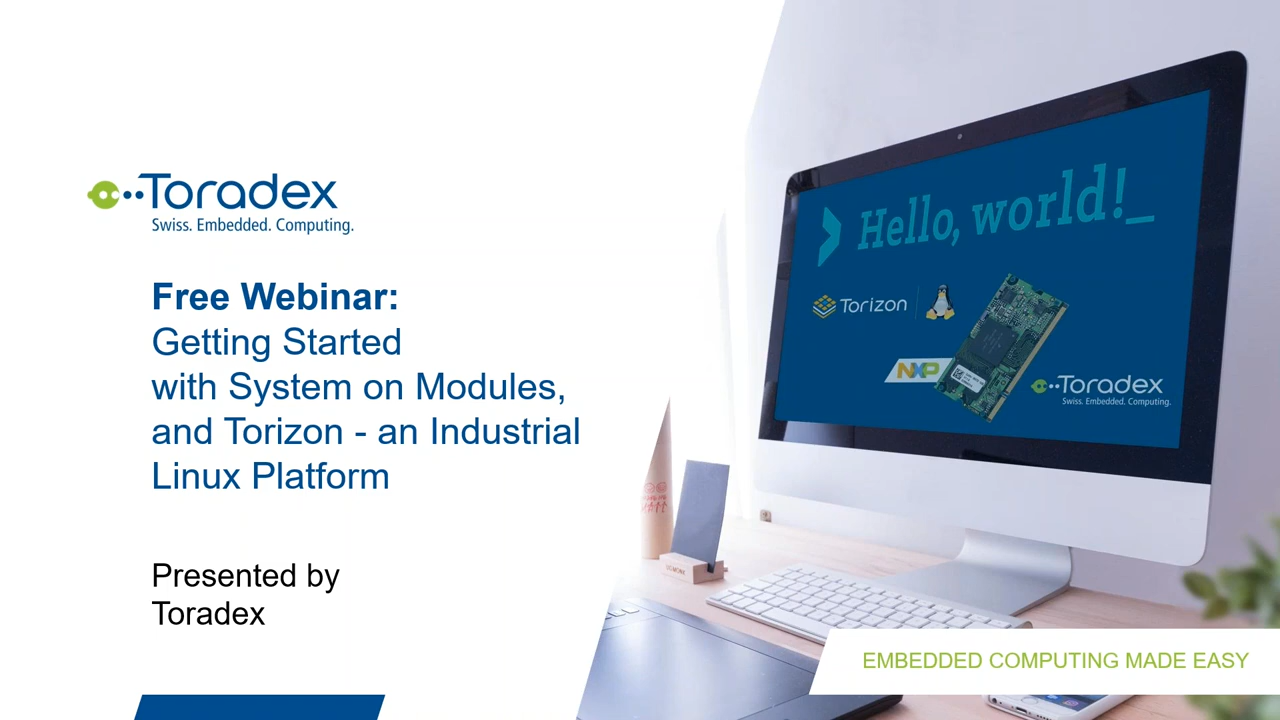 Toradex
Swiss. Embedded. Computing.
Free Webinar:
Getting Started
with System on Modules,
and Torizon - an Industrial
Linux Platform
Presented by
Toradex
Hello, world!_
Torizon
NXP
Toradex
Swiss. Embedded. Computing.
EMBEDDED COMPUTING MADE EASY